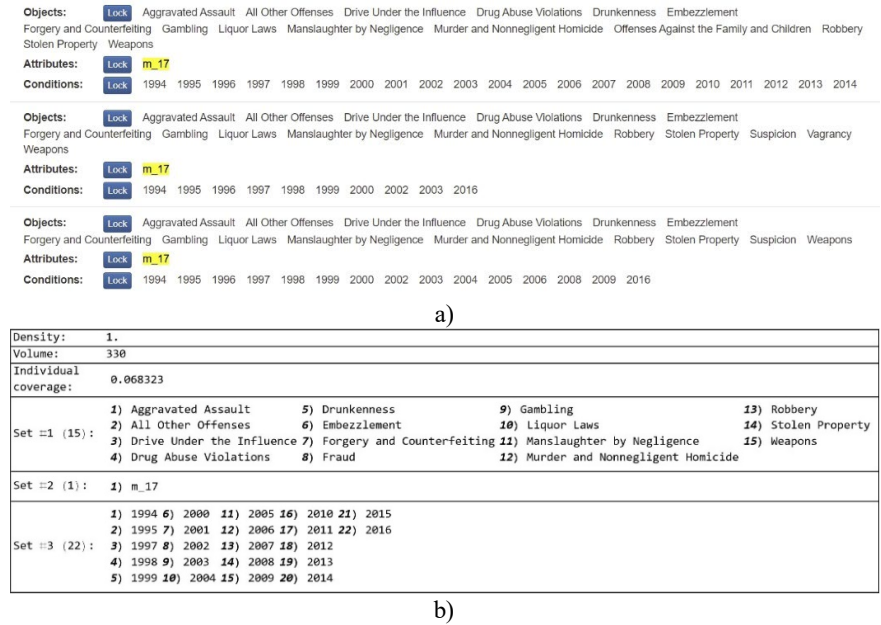 Objects: Lock Aggravated Assault All Other Offenses Drive Under the Influence Drug Abuse Violations Drunkenness Embezzlement
Forgery and Counterfeiting Gambling Liquor Laws Manslaughter by Negligence Murder and Nonnegligent Homicide Offenses Against the Family and Children Robbery
Stolen Property Weapons
Attributes: Lock m_17
Conditions: Lock 1994 1995 1996 1997 1998 1999 2000 2001 2002 2003 2004 2005 2006 2007 2008 2009 2010 2011 2012 2013 2014
Objects: Lock Aggravated Assault All Other Offenses Drive Under the Influence Drug Abuse Violations Drunkenness Embezzlement
Forgery and Counterfeiting Gambling Liquor Laws Manslaughter by Negligence Murder and Nonnegligent Homicide Robbery Stolen Property Suspicion Vagrancy
Weapons
Attributes: Lock m_17
Conditions: Lock 1994 1995 1996 1997 1998 1999 2000 2002 2003 2016
Objects: Lock Aggravated Assault All Other Offenses Drive Under the Influence Drug Abuse Violations Drunkenness Embezzlement
Forgery and Counterfeiting Gambling Liquor Laws Manslaughter by Negligence Murder and Nonnegligent Homicide Robbery Stolen Property Suspicion Weapons
Attributes: Lock m_17
Conditions: Lock 1994 1995 1996 1997 1998 1999 2000 2002 2003 2004 2005 2006 2008 2009 2016
a)
Density: 1.
Volume: 330
Individual
coverage: 0.068323
1) Aggravated Assault 5) Drunkenness 9) Gambling 13) Robbery
2) All Other Offenses 6) Embezzlement 10) Liquor Laws 14) Stolen Property
Set #1 (15): 3) Drive Under the Influence 7) Forgery and Counterfeiting 11) Manslaughter by Negligence 15) Weapons
4) Drug Abuse Violations 8) Fraud 12) Murder and Nonnegligent Homicide
Set #2 (1): 1) m_17
1) 1994 6) 2000 11) 2005 16) 2010 21) 2015
2) 1995 7) 2001 12) 2006 17) 2011 22) 2016
Set #3 (22): 3) 1997 8) 2002 13) 2007 18) 2012
4) 1998 9) 2003 14) 2008 19) 2013
5) 1999 10) 2004 15) 2009 20) 2014
b)